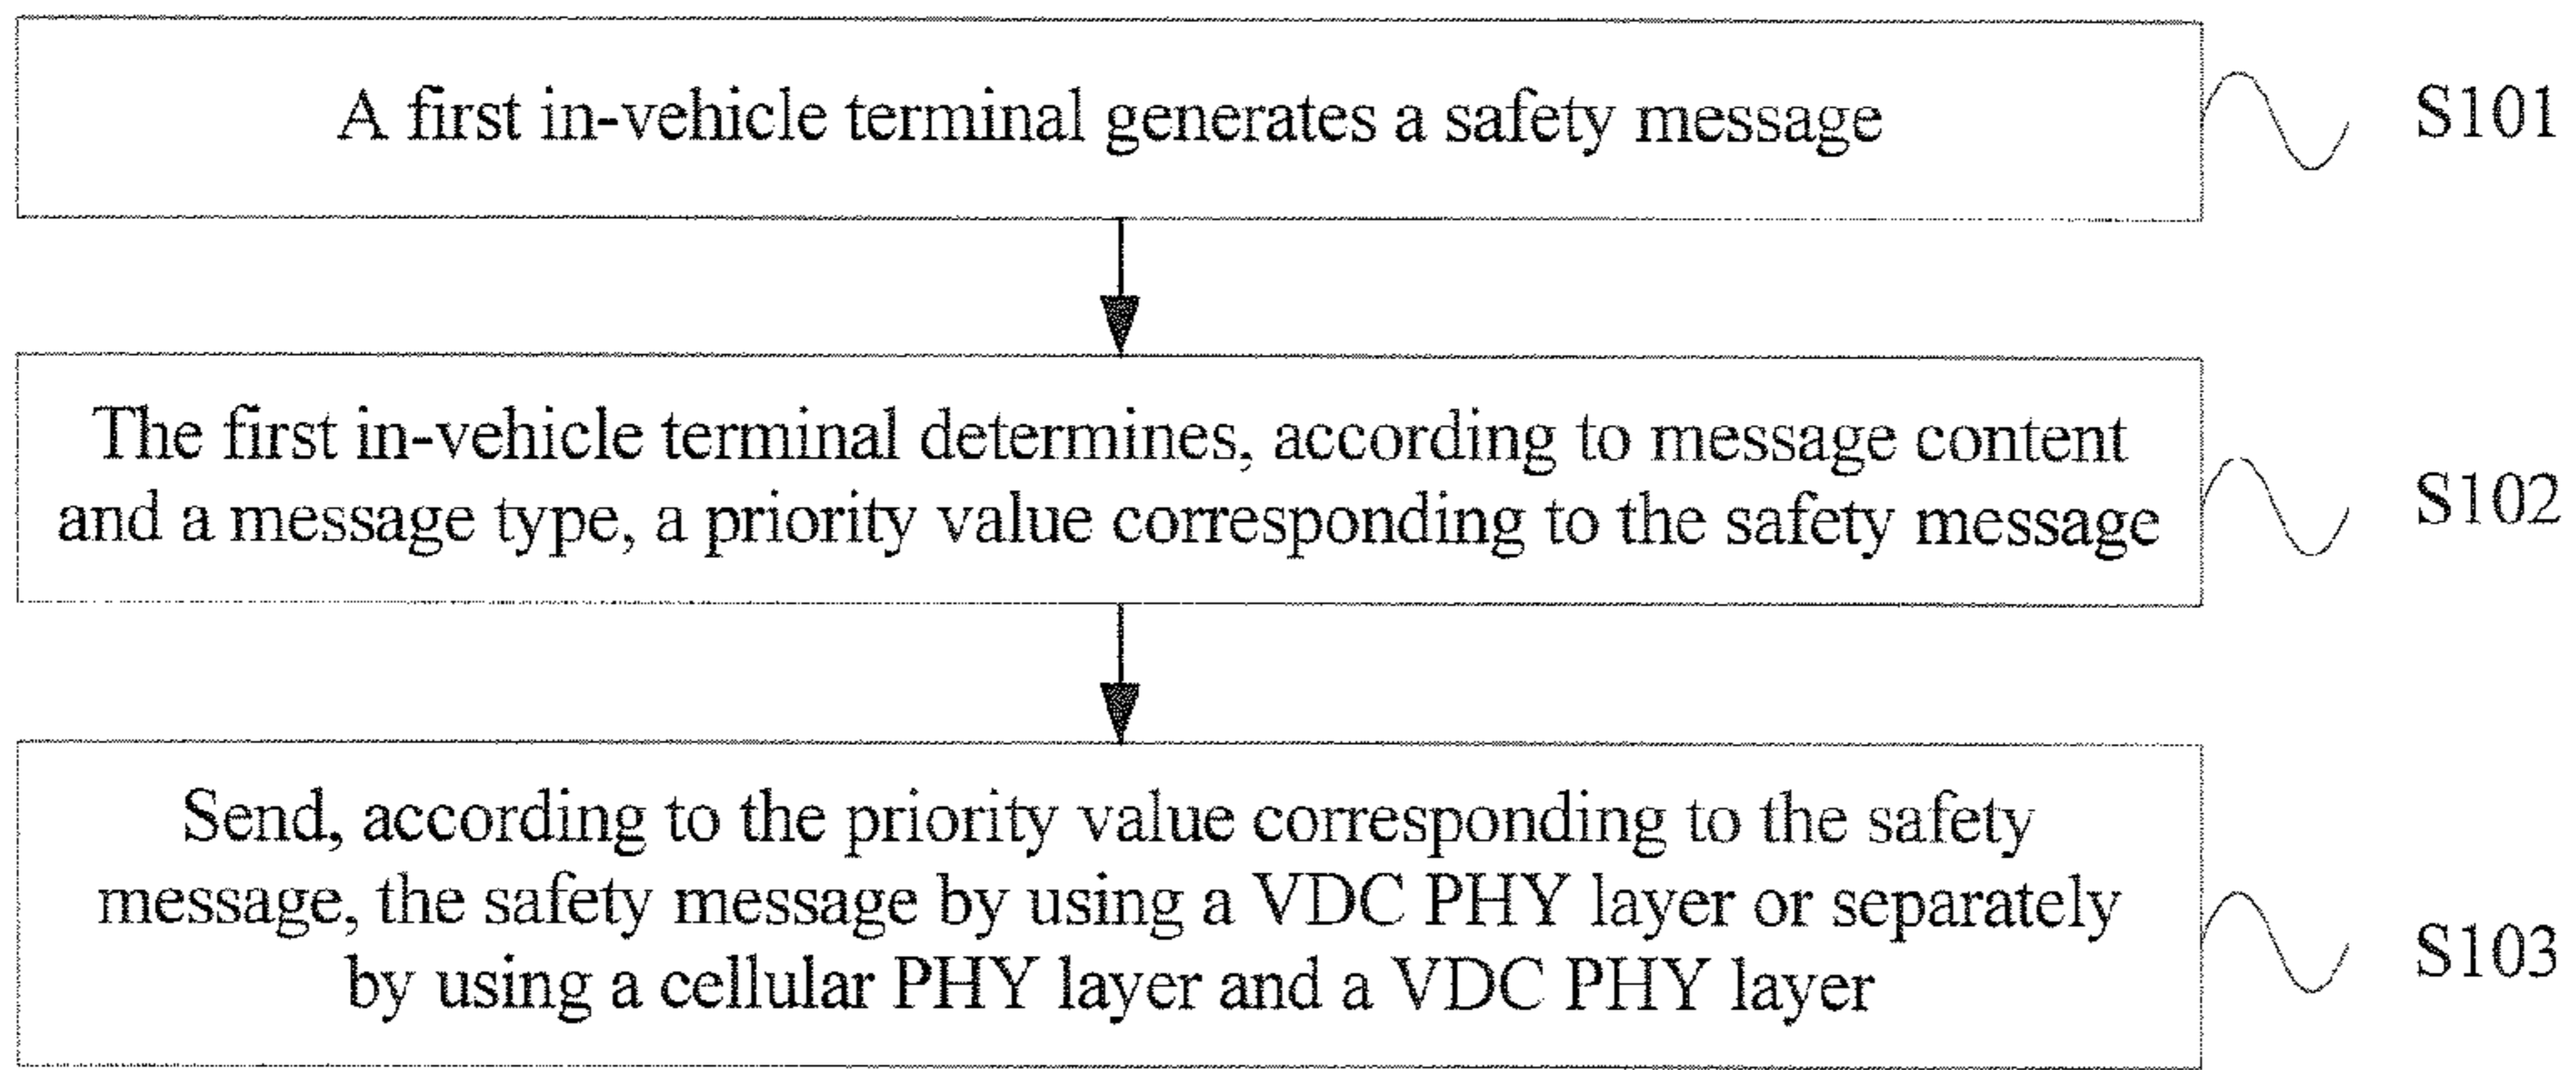 A first in-vehicle terminal generates a safety message
S101
The first in-vehicle terminal determines, according to message content
and a message type, a priority value corresponding to the safety message
S102
Send, according to the priority value corresponding to the safety
message, the safety message by using a VDC PHY layer or separately
by using a cellular PHY layer and a VDC PHY layer
S103